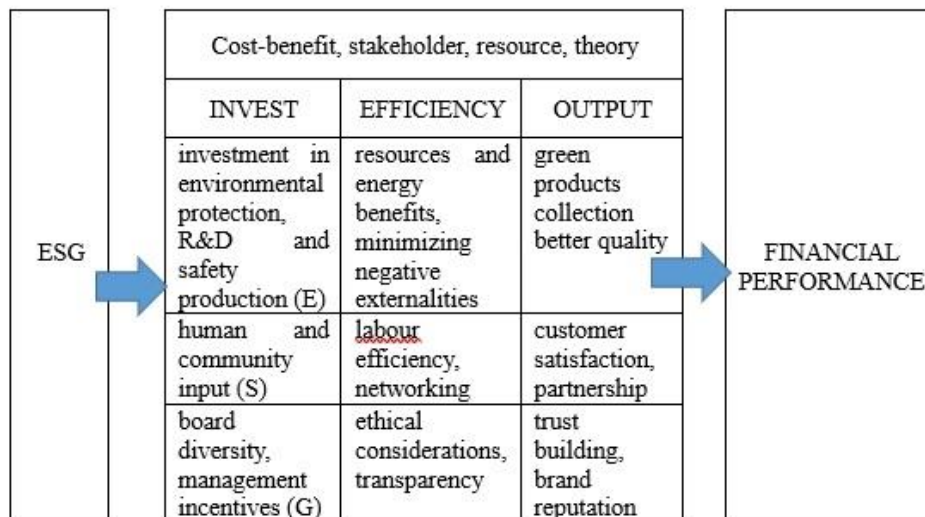 Cost-benefit, stakeholder, resource, theory
INVEST
EFFICIENCY
OUTPUT
ESG
investment in
environmental
protection,
R&D and
safety
production (E)
resources and
energy
benefits,
minimizing
negative
externalities
green
products
collection
better quality
human and
community
input (S)
labour
efficiency,
networking
customer
satisfaction,
partnership
board
diversity,
management
incentives (G)
ethical
considerations,
transparency
trust
building,
brand
reputation
FINANCIAL
PERFORMANCE